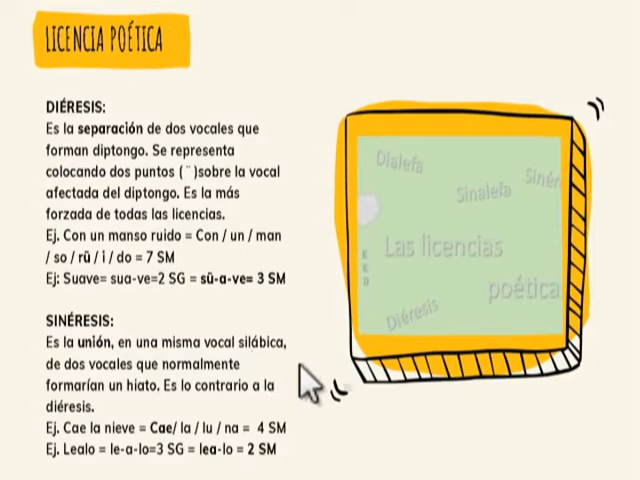 LICENCIA POÉTICA
DIÉRESIS:
Es la separación de dos vocales que
forman diptongo. Se representa
colocando dos puntos (¨)sobre la vocal
afectada del diptongo. Es la más
forzada de todas las licencias.
Ej. Con un manso ruido = Con / un / man
/ so / rü / i / do = 7 SM
Ej: Suave= sua-ve=2 SG = sü-a-ve= 3 SM
SINÉRESIS:
Es la unión, en una misma vocal silábica,
de dos vocales que normalmente
formarían un hiato. Es lo contrario a la
diéresis.
Ej. Cae la nieve = Cae/ la / lu / na = 4 SM
Ej. Lealo = le-a-lo=3 SG = lea-lo = 2 SM
Dialefa
Sinalefa
Sinér
Las licencias
poética
Diéresis